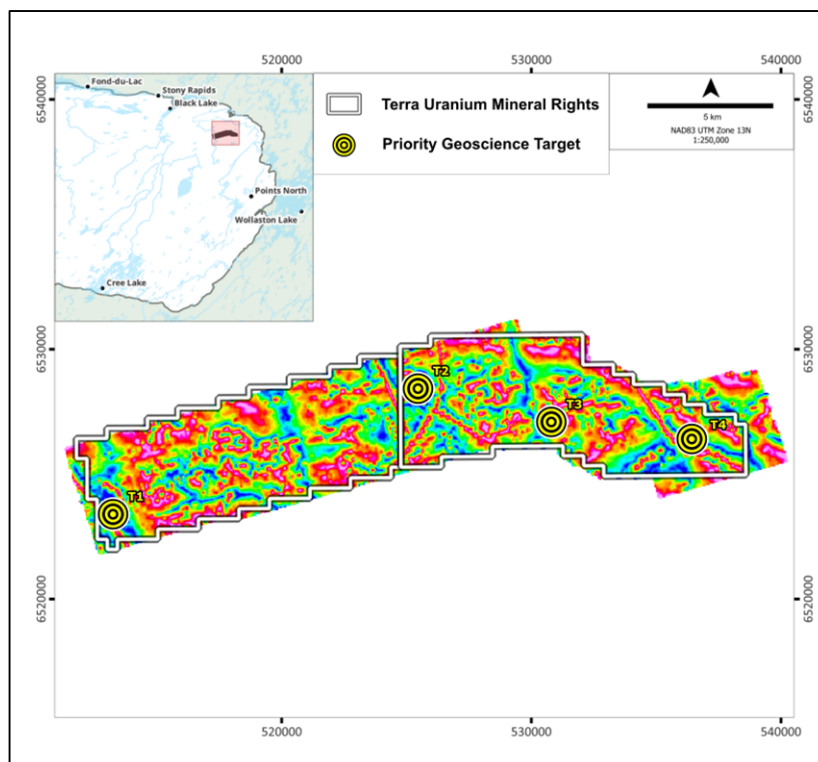 520000
530000
540000
6540000
6540000
Fond-du-Lac
Stony Rapids
Black Lake
Points North
Wollaston Lake
Cree Lake
Terra Uranium Mineral Rights
Priority Geoscience Target
5 km
NAD83 UTM Zone 13N
1:250,000
6530000
6530000
T2
T3
T4
T1
6520000
6520000
520000
530000
540000